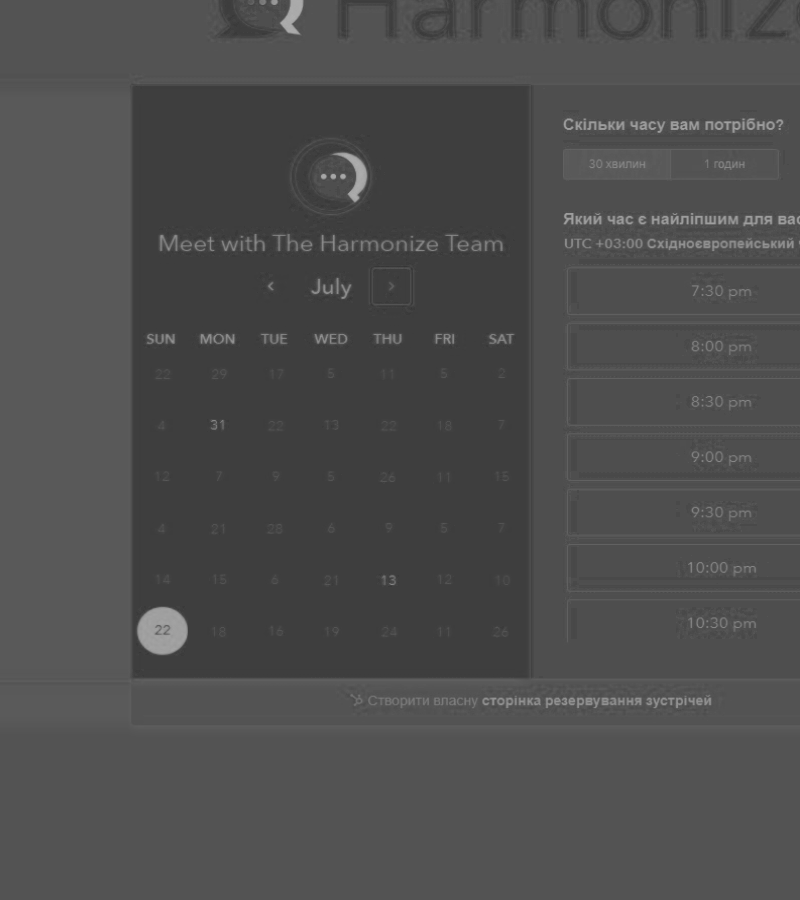 Harmoniz
Meet with The Harmonize Team
July
SUN MON TUE WED THU FRI SAT
22 29 17 5 11 5 2
4 31 22 13 22 18 7
12 7 9 5 26 11 15
4 21 28 6 9 5 7
14 15 6 21 13 12 10
22 18 16 19 24 11 26
Скільки часу вам потрібно?
30 хвилин 1 годин
Який час є найліпшим для вас
UTC +03:00 Східноєвропейський
7:30 pm
8:00 pm
8:30 pm
9:00 pm
9:30 pm
10:00 pm
10:30 pm
Створити власну сторінка резервування зустрічей